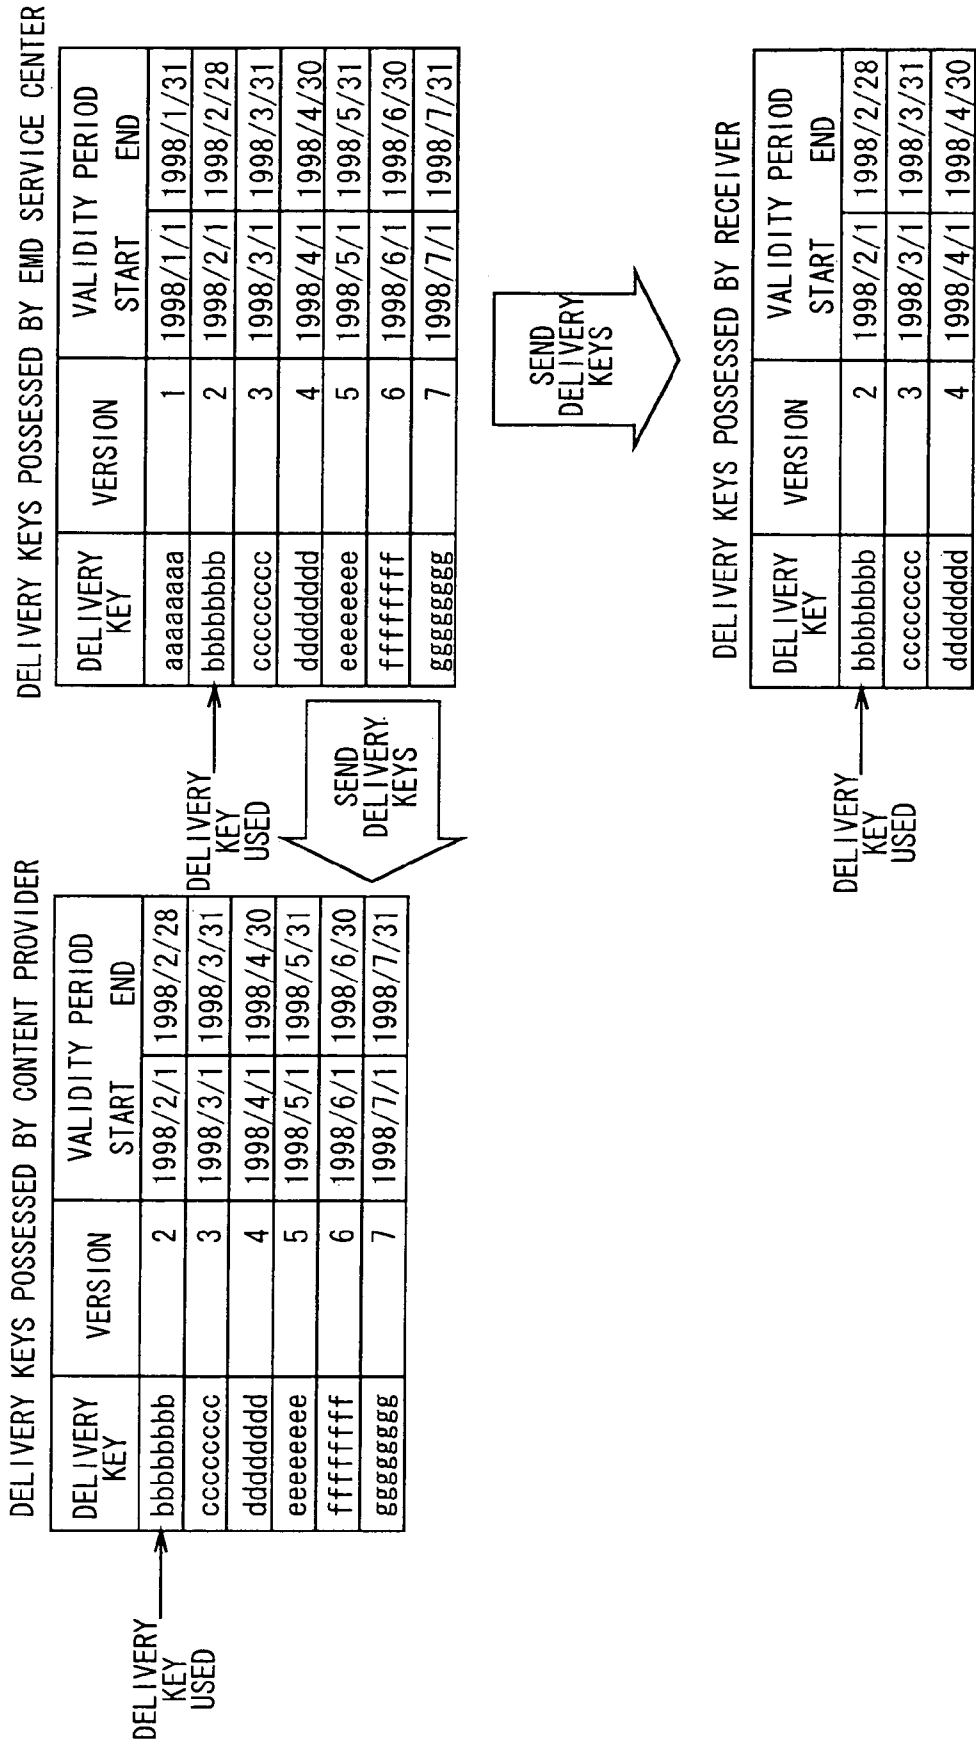 DELIVERY KEYS POSSESSED BY CONTENT PROVIDER
DELIVERY KEY VERSION VALIDITY PERIOD START END
bbbbbbbb 2 1998/2/1 1998/2/28
cccccccc 3 1998/3/1 1998/3/31
dddddddd 4 1998/4/1 1998/4/30
eeeeeeee 5 1998/5/1 1998/5/31
ffffffff 6 1998/6/1 1998/6/30
gggggggg 7 1998/7/1 1998/7/31
DELIVERY
KEY
USED
DELIVERY KEYS POSSESSED BY EMD SERVICE CENTER
DELIVERY KEY VERSION VALIDITY PERIOD START END
aaaaaaaa 1 1998/1/1 1998/1/31
bbbbbbbb 2 1998/2/1 1998/2/28
cccccccc 3 1998/3/1 1998/3/31
dddddddd 4 1998/4/1 1998/4/30
eeeeeeee 5 1998/5/1 1998/5/31
ffffffff 6 1998/6/1 1998/6/30
gggggggg 7 1998/7/1 1998/7/31
DELIVERY
KEY
USED
SEND
DELIVERY
KEYS
SEND
DELIVERY
KEYS
DELIVERY KEYS POSSESSED BY RECEIVER
DELIVERY KEY VERSION VALIDITY PERIOD START END
bbbbbbbb 2 1998/2/1 1998/2/28
cccccccc 3 1998/3/1 1998/3/31
dddddddd 4 1998/4/1 1998/4/30
DELIVERY
KEY
USED